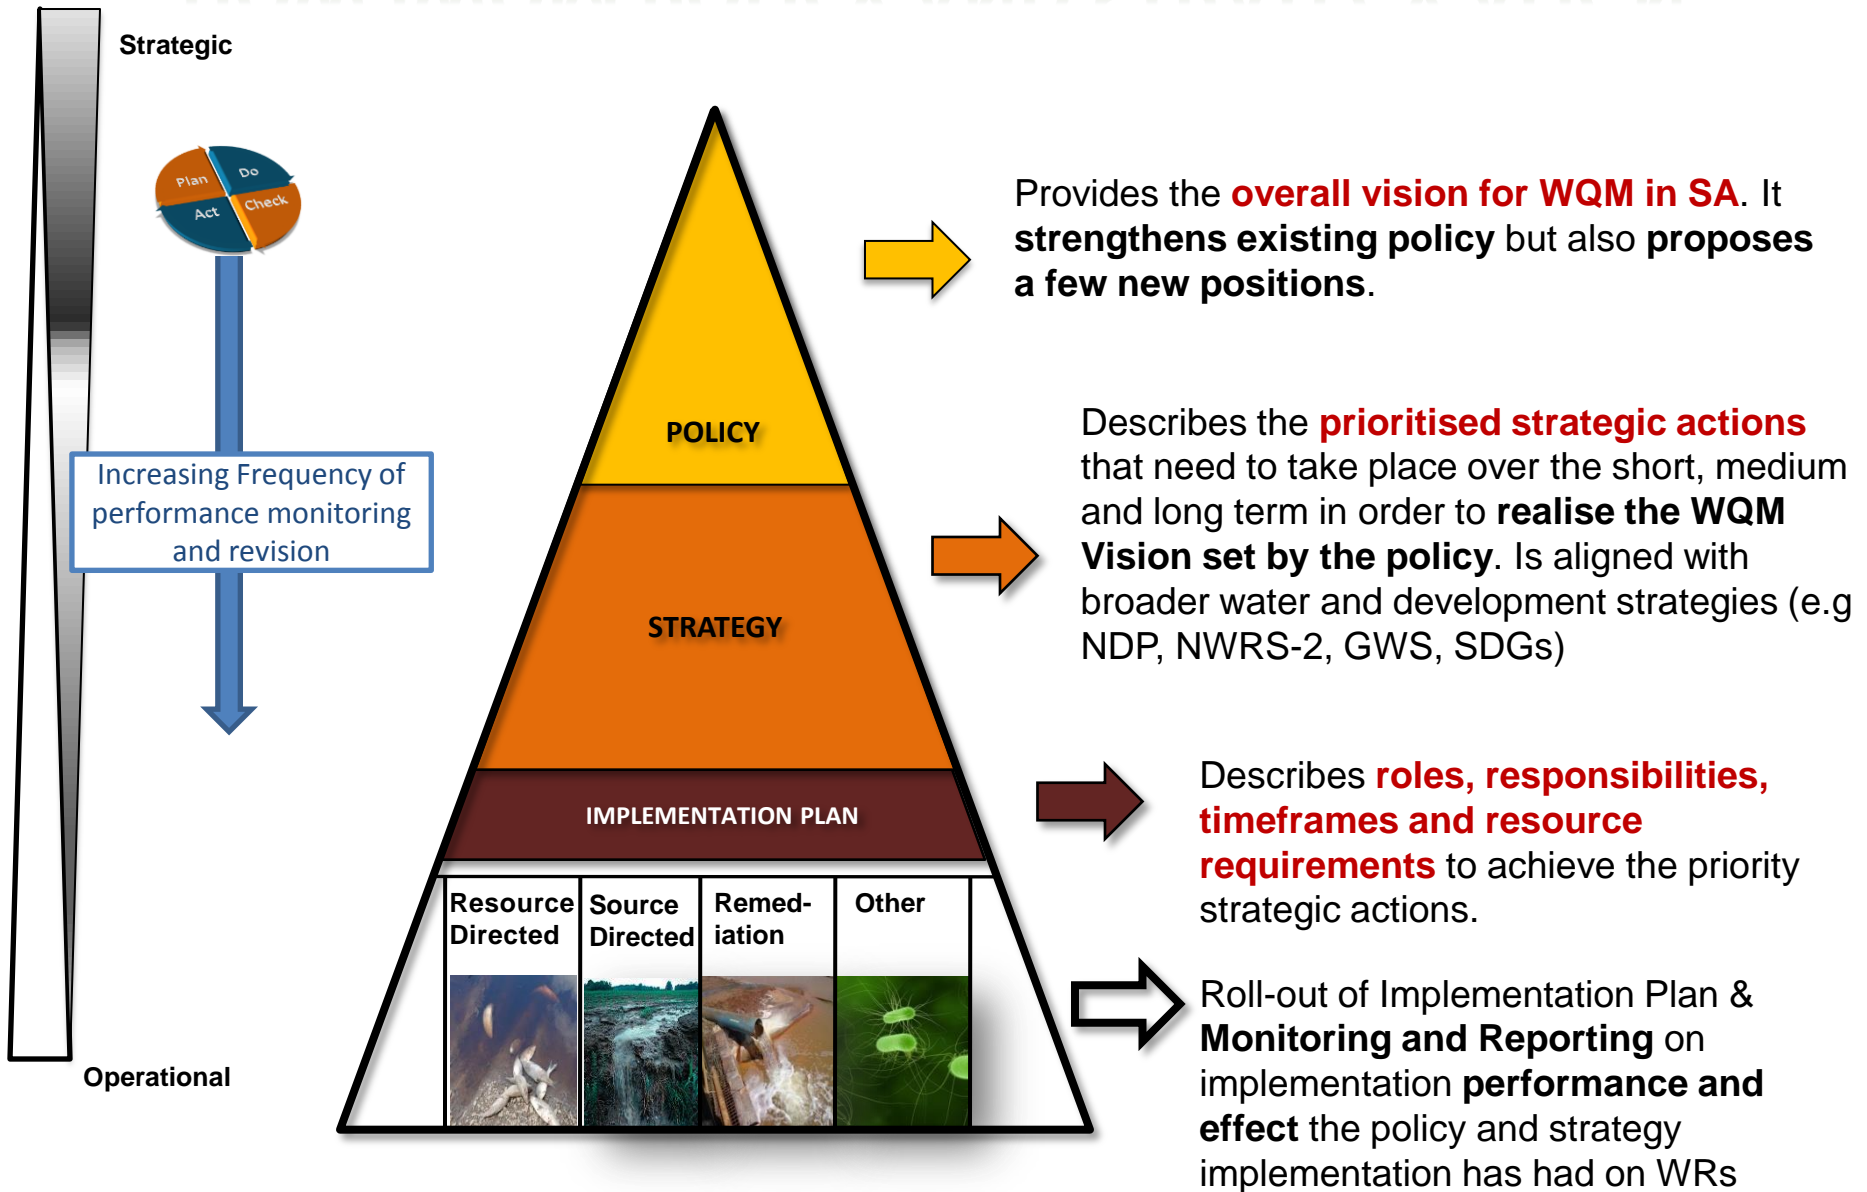 Strategic
Plan
Do
Act
Check
Increasing Frequency of
performance monitoring
and revision
Operational
POLICY
STRATEGY
IMPLEMENTATION PLAN
Resource
Directed
Source
Directed
Remed-
iation
Other
Provides the overall vision for WQM in SA. It
strengthens existing policy but also proposes
a few new positions.
Describes the prioritised strategic actions
that need to take place over the short, medium
and long term in order to realise the WQM
Vision set by the policy. Is aligned with
broader water and development strategies (e.g
NDP, NWRS-2, GWS, SDGs)
Describes roles, responsibilities,
timeframes and resource
requirements to achieve the priority
strategic actions.
Roll-out of Implementation Plan &
Monitoring and Reporting on
implementation performance and
effect the policy and strategy
implementation has had on WRs